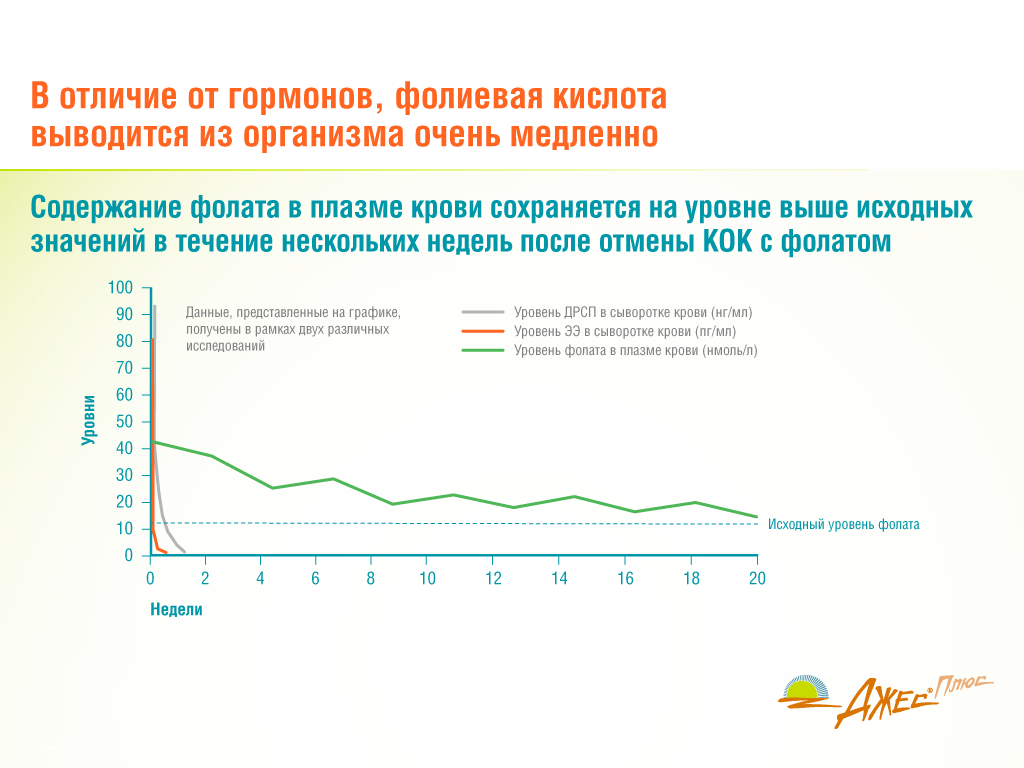 В отличие от гормонов, фолиевая кислота
выводится из организма очень медленно
Содержание фолата в плазме крови сохраняется на уровне выше исходных
значений в течение нескольких недель после отмены КОК с фолатом
Данные, представленные на графике,
получены в рамках двух различных
исследований
Уровень ДРСП в сыворотке крови (нг/мл)
Уровень ЭЭ в сыворотке крови (пг/мл)
Уровень фолата в плазме крови (нмоль/л)
Уровни
100
90
80
70
60
50
40
30
20
10
0
Исходный уровень фолата
0 2 4 6 8 10 12 14 16 18 20
Недели
Джес® Плюс